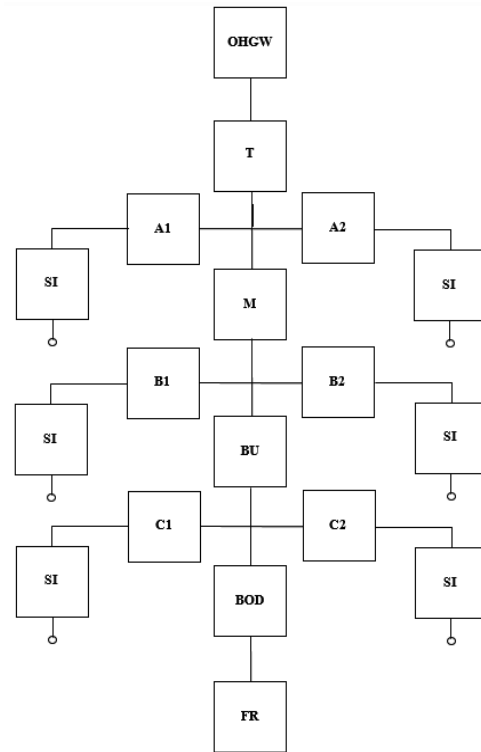 OHGW
T
A1 A2
SI SI
M
B1 B2
SI SI
BU
C1 C2
SI SI
BOD
FR